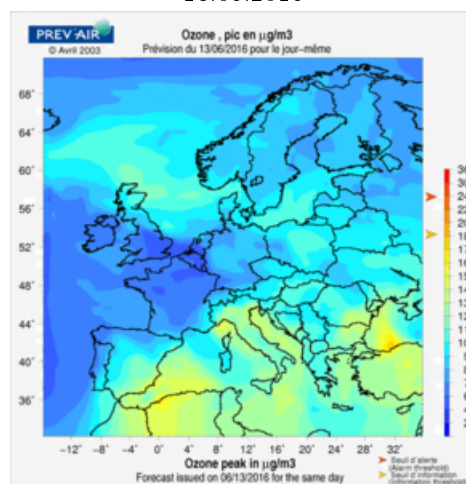 PREV'AIR
© Avril 2003
Ozone , pic en µg/m3
Prévision du 13/06/2016 pour le jour−même
68°
64°
60°
56°
52°
48°
44°
40°
36°
−12° −8° −4° 0° 4° 8° 12° 16° 20° 24° 28° 32°
Ozone peak in µg/m3
Forecast issued on 06/13/2016 for the same day
Seuil d'alerte
(Alarm threshold)
Seuil d'information
(Information threshold)